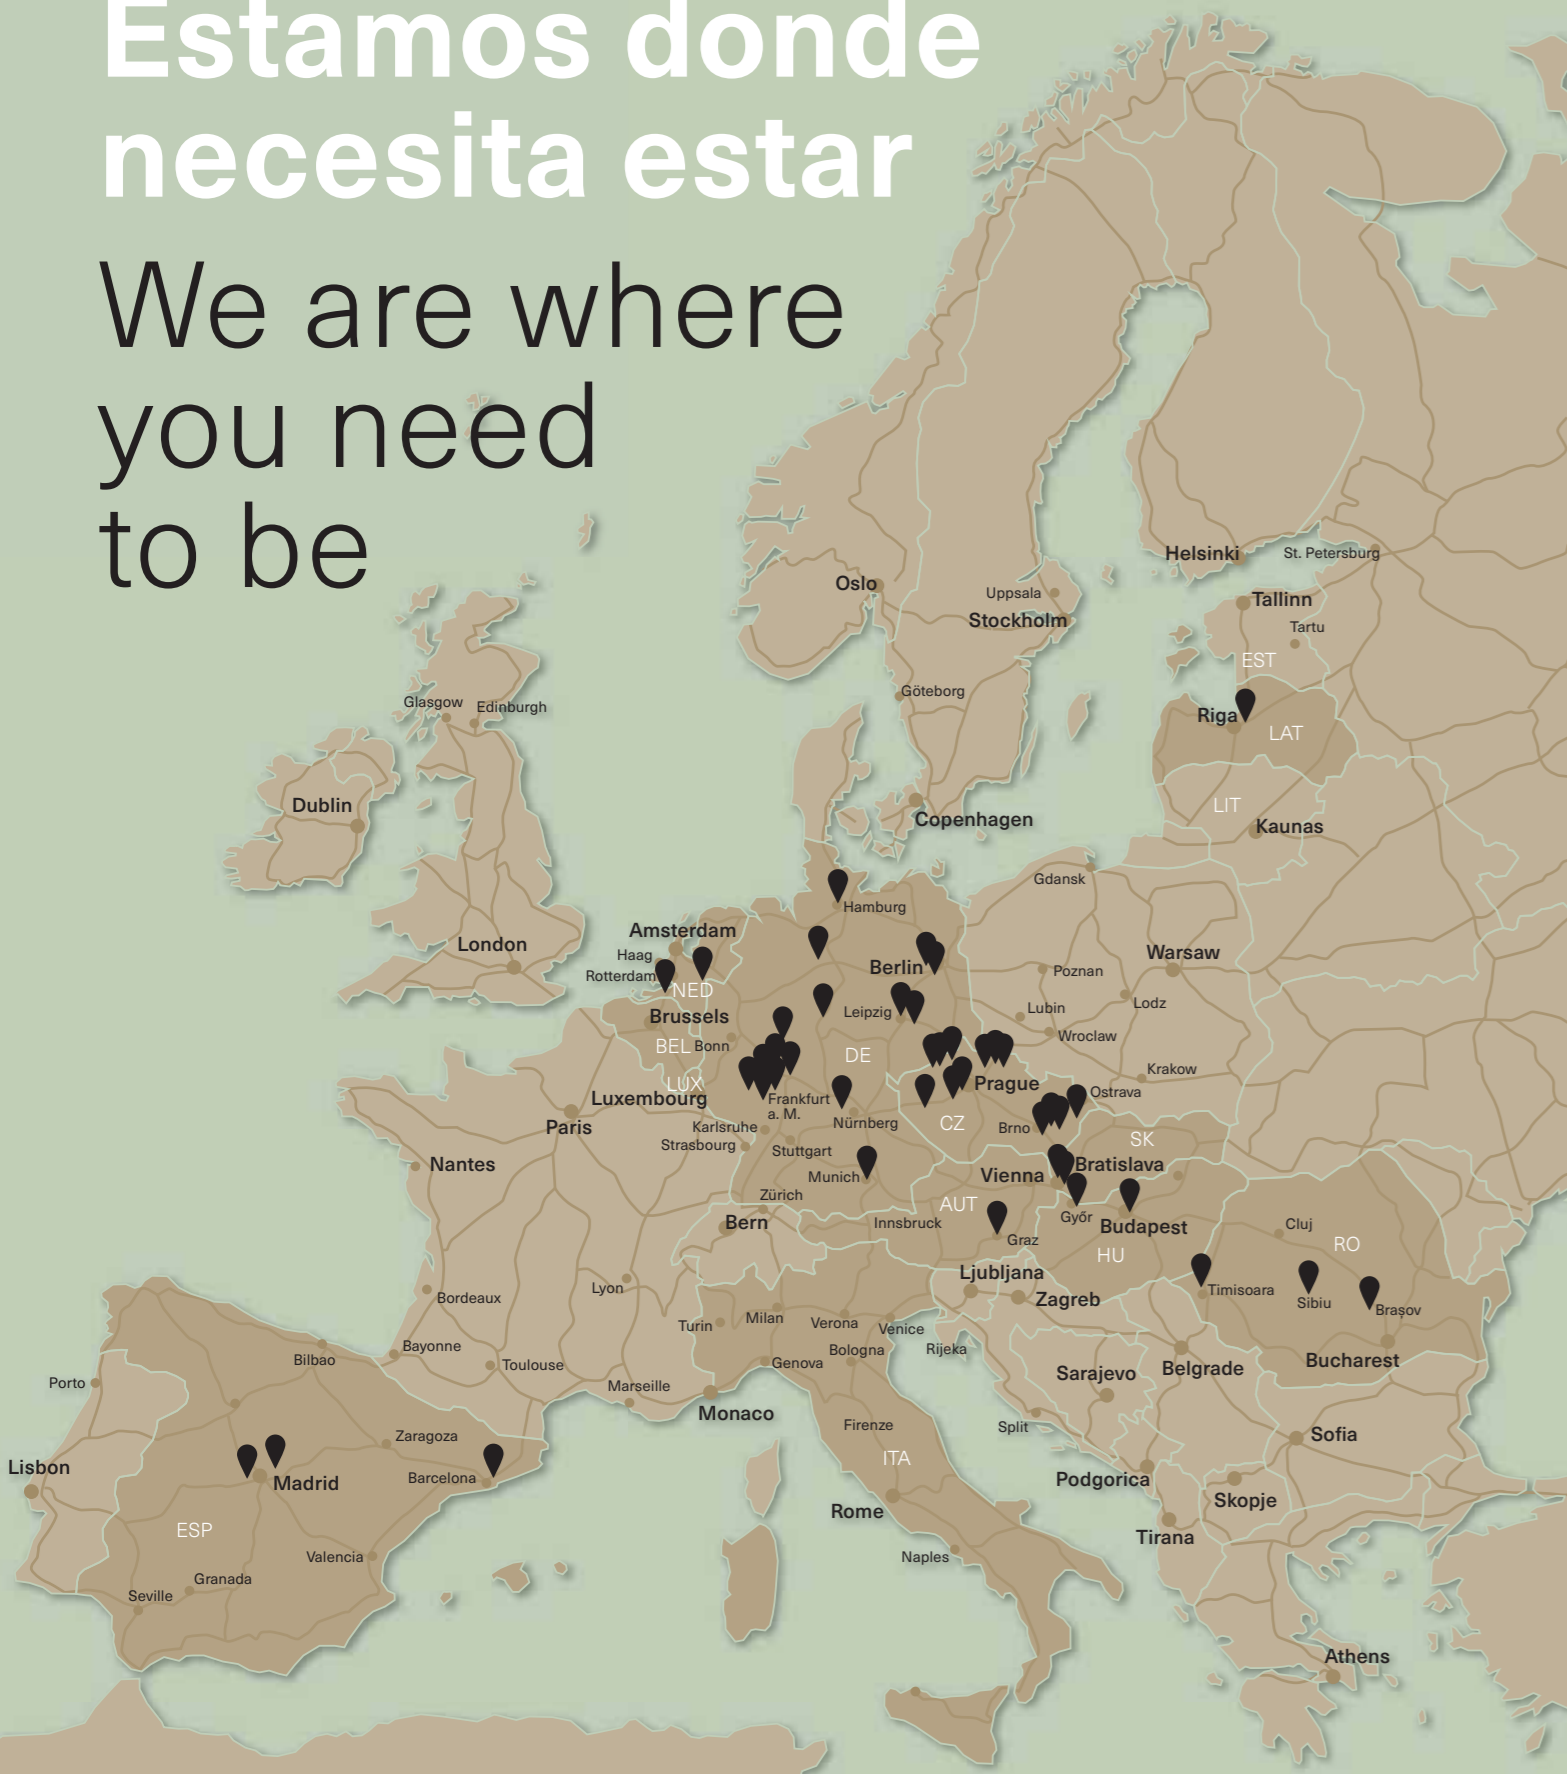 Estamos donde
necesita estar
We are where
you need
to be
Helsinki
St. Petersburg
Oslo
Uppsala
Tallinn
Stockholm
Tartu
EST
Göteborg
Glasgow
Edinburgh
Riga
LAT
Dublin
LIT
Copenhagen
Kaunas
Gdansk
Hamburg
Amsterdam
London
Haag
Warsaw
Berlin
Rotterdam
Poznan
NED
Lodz
Lubin
Leipzig
Brussels
Wroclaw
BEL
Bonn
DE
Krakow
LUX
Prague
Ostrava
Luxembourg
Frankfurt
a. M.
Paris
Karlsruhe
Nürnberg
CZ
Brno
SK
Strasbourg
Stuttgart
Nantes
Bratislava
Munich
Vienna
Zürich
AUT
Bern
Innsbruck
Győr
Budapest
Cluj
Graz
RO
HU
Ljubljana
Lyon
Timisoara
Bordeaux
Zagreb
Sibiu
Brașov
Milan
Turin
Verona
Venice
Bayonne
Bologna
Rijeka
Bilbao
Toulouse
Genova
Belgrade
Bucharest
Sarajevo
Porto
Marseille
Monaco
Firenze
Split
Zaragoza
Sofia
ITA
Lisbon
Barcelona
Madrid
Podgorica
Skopje
Rome
ESP
Tirana
Valencia
Naples
Granada
Seville
Athens